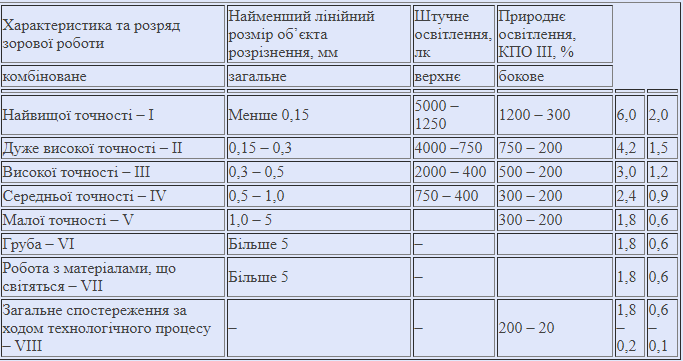 Характеристика та розряд
зорової роботи
Найменший лінійний
розмір об’єкта
розрізнення, мм
Штучне
освітлення,
лк
Природнє
освітлення,
КПО III, %
комбіноване
загальне
верхнє
бокове
Найвищої точності – I
Менше 0,15
5000 –
1250
1200 – 300
6,0
2,0
Дуже високої точності – II
0,15 – 0,3
4000 –750
750 – 200
4,2
1,5
Високої точності – III
0,3 – 0,5
2000 – 400
500 – 200
3,0
1,2
Середньої точності – IV
0,5 – 1,0
750 – 400
300 – 200
2,4
0,9
Малої точності – V
1,0 – 5
300 – 200
1,8
0,6
Груба – VI
Більше 5
–
1,8
0,6
Робота з матеріалами, що
світяться – VII
Більше 5
–
1,8
0,6
Загальне спостереження за
ходом технологічного процесу
– VIII
–
–
200 – 20
1,8
–
0,2
0,6
–
0,1